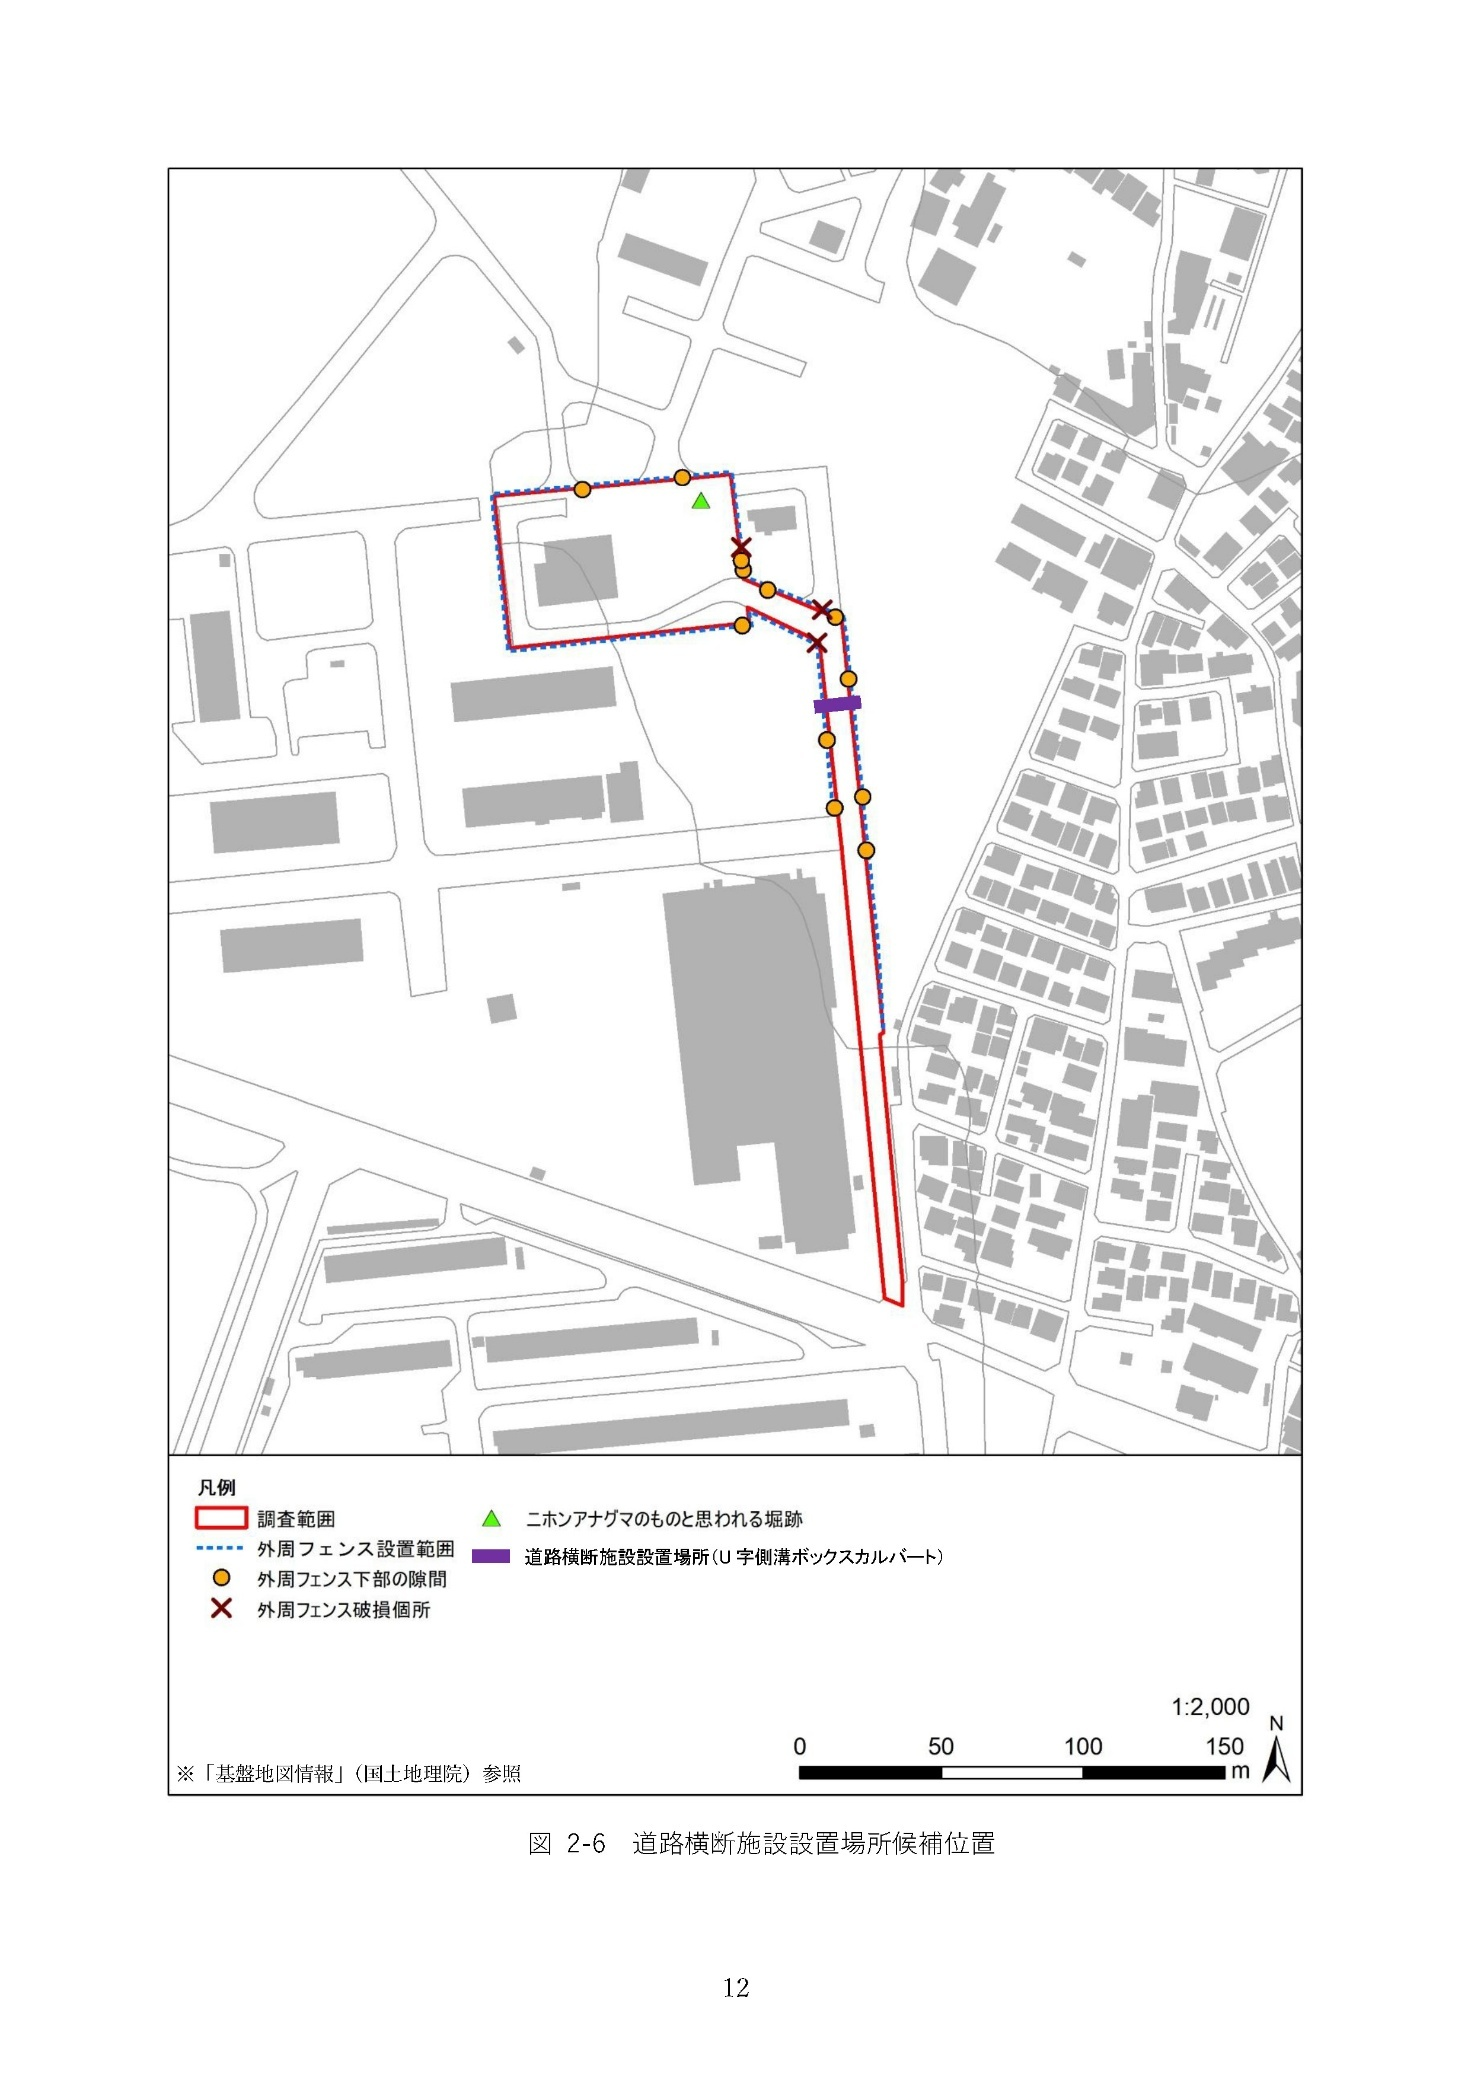 凡例
調査範囲
外周フェンス設置範囲
外周フェンス下部の隙間
外周フェンス破損個所
ニホンアナグマのものと思われる堀跡
道路横断施設設置場所(U 字側溝ボックスカルバート)
1:2,000
N
0 50 100 150
m
※「基盤地図情報」(国土地理院)参照
図 2-6 道路横断施設設置場所候補位置
12